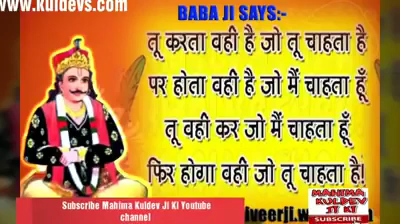 www.kuldevs.com
BABA JI SAYS:-
तू करता वही है जो तू चाहता है
पर होता वही है जो मैं चाहता हूँ
तू वही कर जो मैं चाहता हूँ
फिर होगा वही जो तू चाहता है!
Subscribe Mahima Kuldev Ji Ki Youtube
channel
MAHIMA
KULDEV
JI KI
SUBSCRIBE